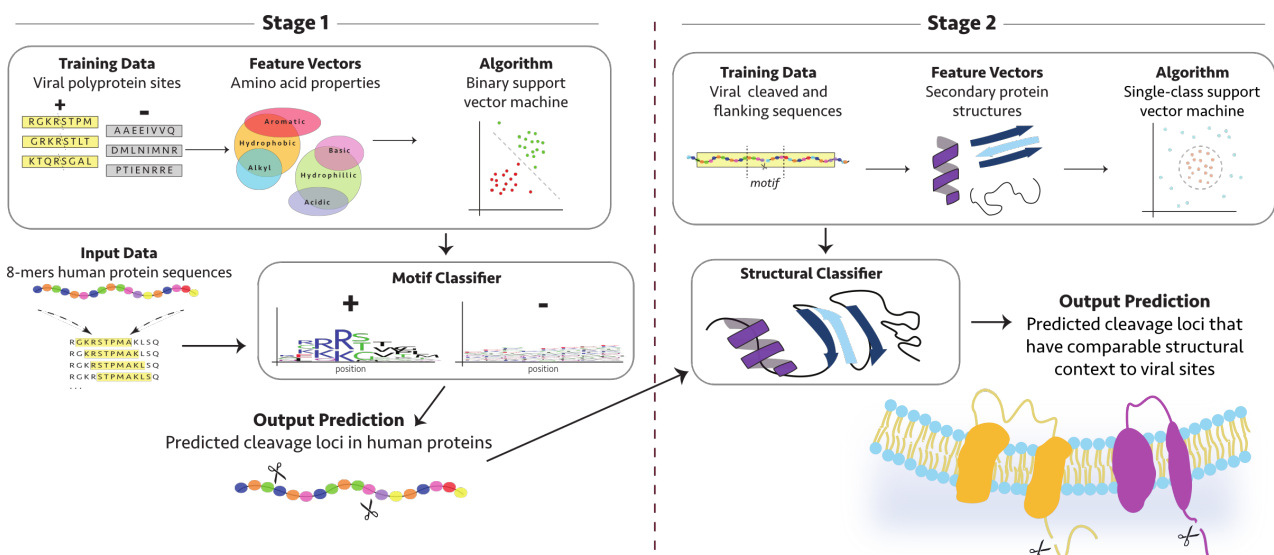 Stage 1
Training Data
Viral polyprotein sites
+
-
RGKRSTPM
GRKRSTLT
KTQRSGAL
AAEEIVVQ
DMLNIMNR
PTIENRRE
Feature Vectors
Amino acid properties
Aromatic
Hydrophobic
Alkyl
Basic
Hydrophillic
Acidic
Algorithm
Binary support
vector machine
Input Data
8-mers human protein sequences
RGKRSTPMAKLSQ
RGKRSTPMAKLSQ
RGKRSTPMAKLSQ
RGKRSTPMAKLSQ
...
Motif Classifier
+
-
position
position
Output Prediction
Predicted cleavage loci in human proteins
Stage 2
Training Data
Viral cleaved and
flanking sequences
motif
Feature Vectors
Secondary protein
structures
Algorithm
Single-class support
vector machine
Structural Classifier
Output Prediction
Predicted cleavage loci that
have comparable structural
context to viral sites